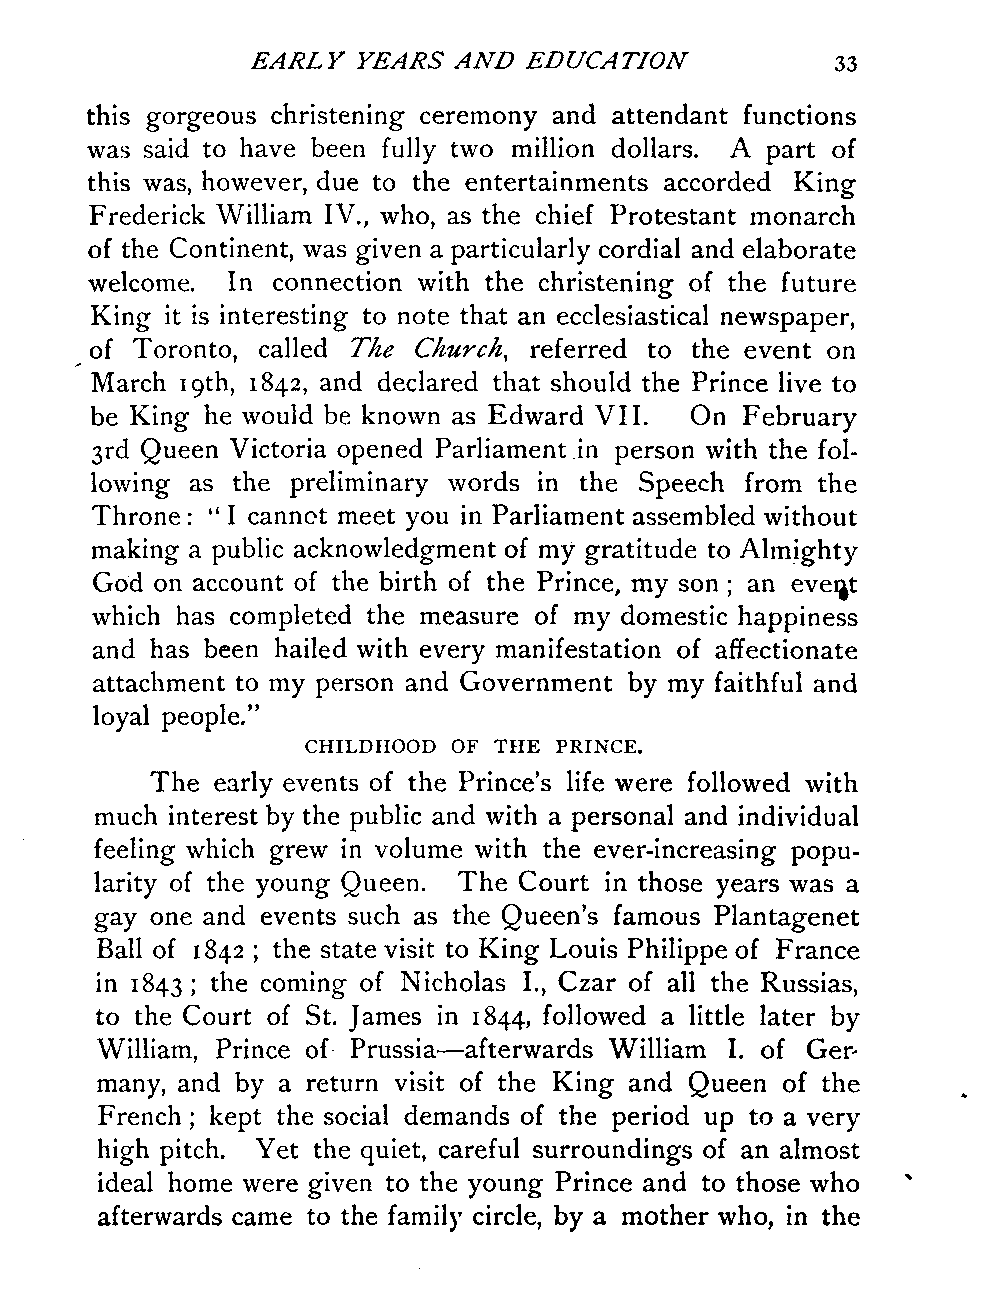 EARLY YEARS AND EDUCATION 33
this gorgeous christening ceremony and attendant functions
was said to have been fully two million dollars. A part of
this was, however, due to the entertainments accorded King
Frederick William IV., who, as the chief Protestant monarch
of the Continent, was given a particularly cordial and elaborate
welcome. In connection with the christening of the future
King it is interesting to note that an ecclesiastical newspaper,
of Toronto, called The Church, referred to the event on
March 19th, 1842, and declared that should the Prince live to
be King he would be known as Edward VII. On February
3rd Queen Victoria opened Parliament in person with the fol-
lowing as the preliminary words in the Speech from the
Throne: "I cannot meet you in Parliament assembled without
making a public acknowledgment of my gratitude to Almighty
God on account of the birth of the Prince, my son; an event
which has completed the measure of my domestic happiness
and has been hailed with every manifestation of affectionate
attachment to my person and Government by my faithful and
loyal people."
CHILDHOOD OF THE PRINCE.
The early events of the Prince's life were followed with
much interest by the public and with a personal and individual
feeling which grew in volume with the ever-increasing popu-
larity of the young Queen. The Court in those years was a
gay one and events such as the Queen's famous Plantagenet
Ball of 1842; the state visit to King Louis Philippe of France
in 1843; the coming of Nicholas I., Czar of all the Russias,
to the Court of St. James in 1844, followed a little later by
William, Prince of Prussia—afterwards William I. of Ger-
many, and by a return visit of the King and Queen of the
French; kept the social demands of the period up to a very
high pitch. Yet the quiet, careful surroundings of an almost
ideal home were given to the young Prince and to those who
afterwards came to the family circle, by a mother who, in the